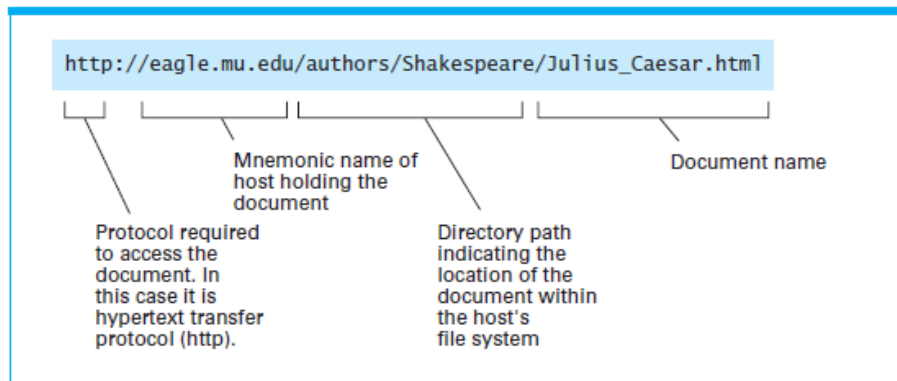 http://eagle.mu.edu/authors/Shakespeare/Julius_Caesar.html
Mnemonic name of
host holding the
document
Document name
Protocol required
to access the
document. In
this case it is
hypertext transfer
protocol (http).
Directory path
indicating the
location of the
document within
the host's
file system